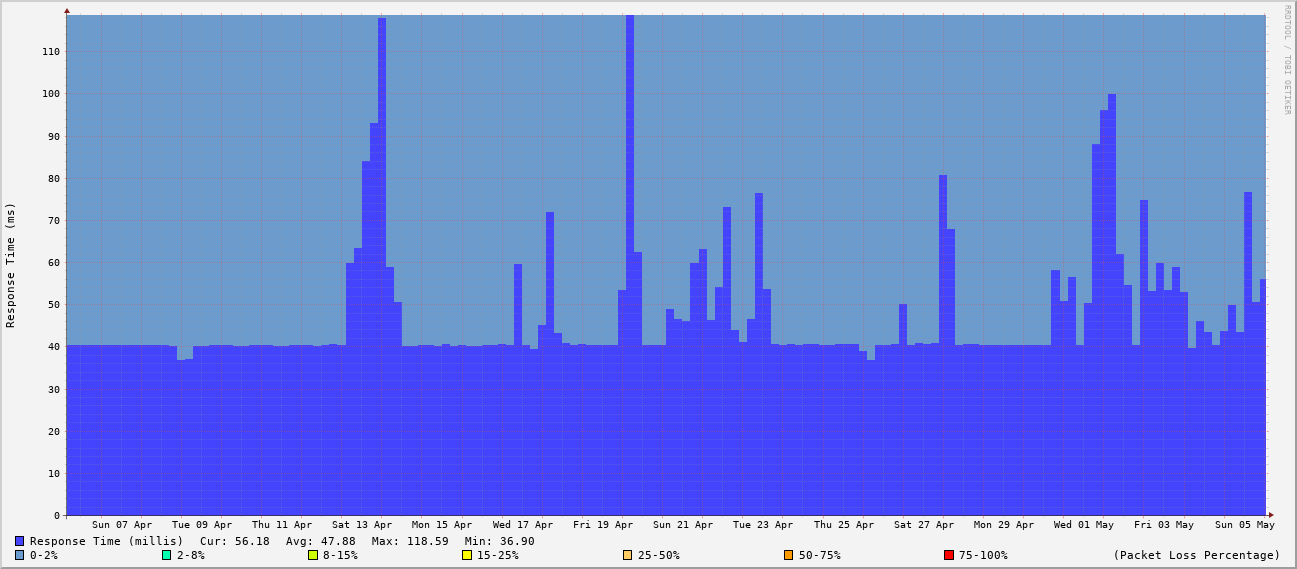 RRDTOOL / TOBI OETIKER
Response Time (ms)
110
100
90
80
70
60
50
40
30
20
10
0
Sun 07 Apr Tue 09 Apr Thu 11 Apr Sat 13 Apr Mon 15 Apr Wed 17 Apr Fri 19 Apr Sun 21 Apr Tue 23 Apr Thu 25 Apr Sat 27 Apr Mon 29 Apr Wed 01 May Fri 03 May Sun 05 May
Response Time (millis) Cur: 56.18 Avg: 47.88 Max: 118.59 Min: 36.90
0-2% 2-8% 8-15% 15-25% 25-50% 50-75% 75-100% (Packet Loss Percentage)